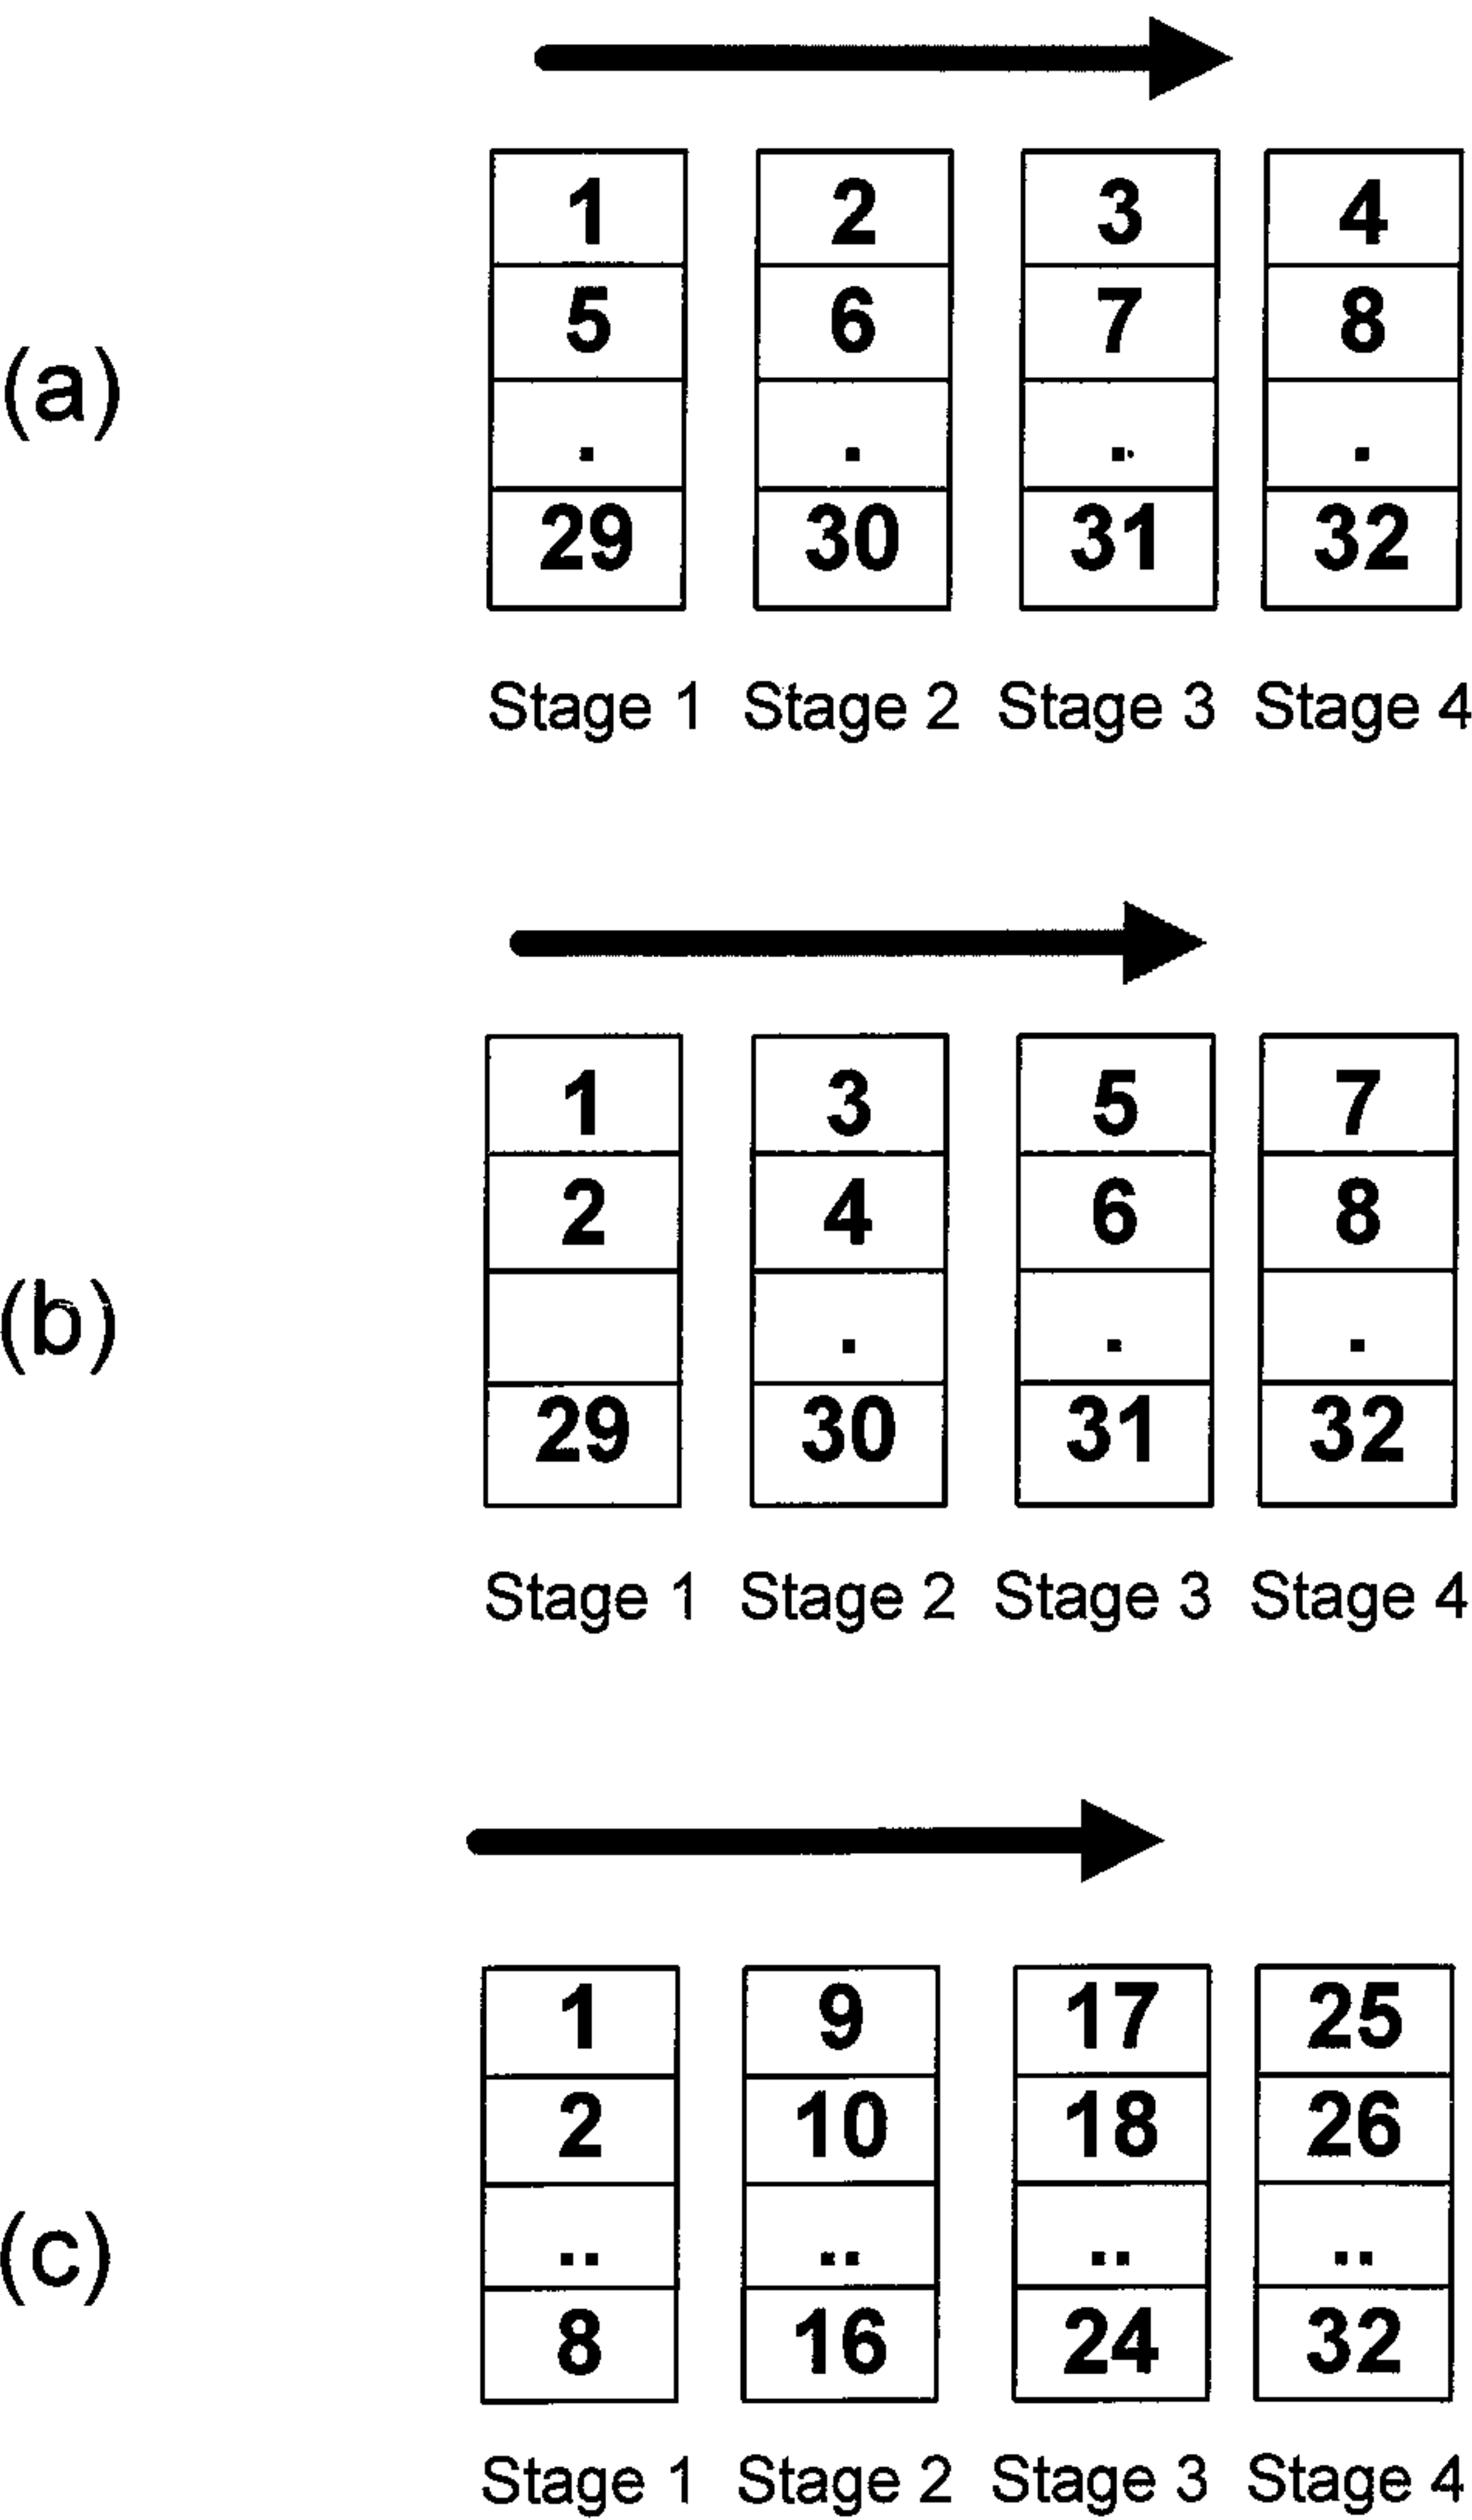 1 2 3 4
5 6 7 8
(a)
. . .. .
29 30 31 32
Stage 1 Stage 2 Stage 3 Stage 4
1 3 5 7
2 4 6 8
(b)
. . .
29 30 31 32
Stage 1 Stage 2 Stage 3 Stage 4
1 9 17 25
2 10 18 26
(c)
.. .. .. ..
8 16 24 32
Stage 1 Stage 2 Stage 3 Stage 4